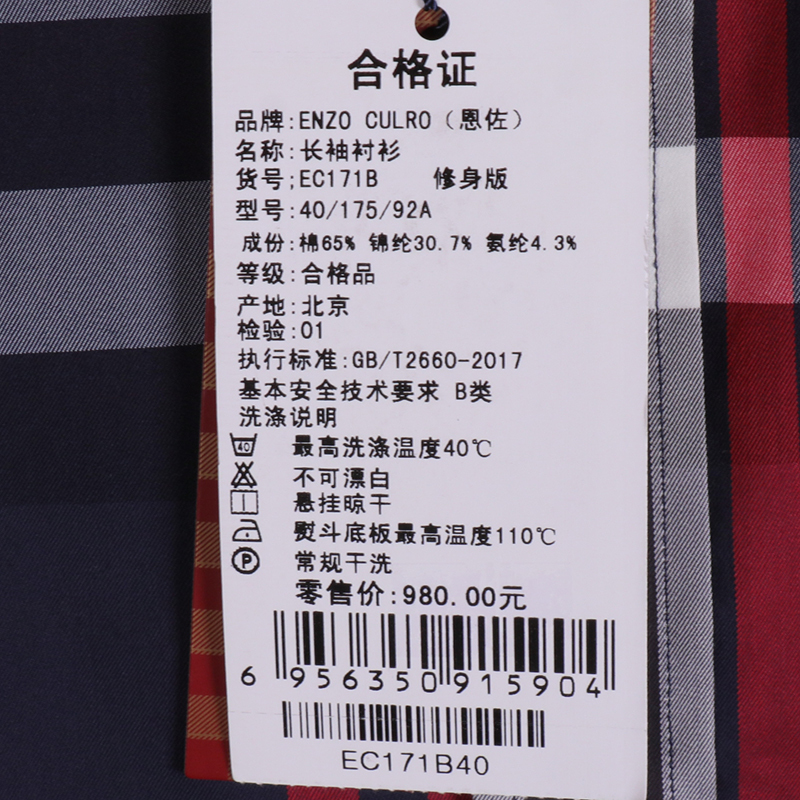 合格证
品牌:ENZO CULRO（恩佐）
名称:长袖衬衫
货号;EC171B 修身版
型号:40/175/92A
成份:棉65% 锦纶30.7% 氨纶4.3%
等级:合格品
产地:北京
检验:01
执行标准:GB/T2660-2017
基本安全技术要求 B类
洗涤说明
40 最高洗涤温度40℃
不可漂白
悬挂晾干
熨斗底板最高温度110℃
P 常规干洗
零售价:980.00元
6 956350 915904
EC171B40